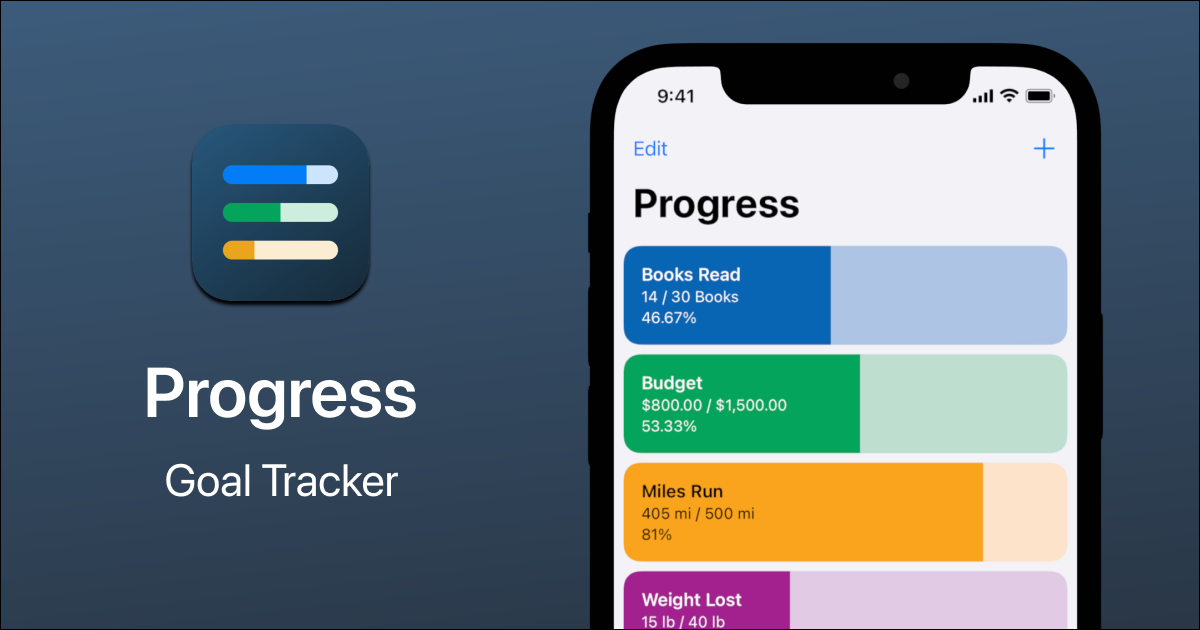 Progress
Goal Tracker
9:41
Edit
+
Progress
Books Read
14 / 30 Books
46.67%
Budget
$800.00 / $1,500.00
53.33%
Miles Run
405 mi / 500 mi
81%
Weight Lost
15 lb / 40 lb